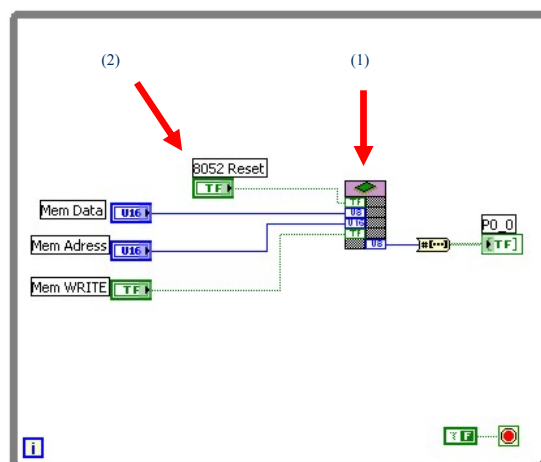 (2)
(1)
8052 Reset
TF
Mem Data
U16
Mem Adress
U16
Mem WRITE
TF
TF
U8
U16
TF
U8
#[...]
P0_0
TF
i
F